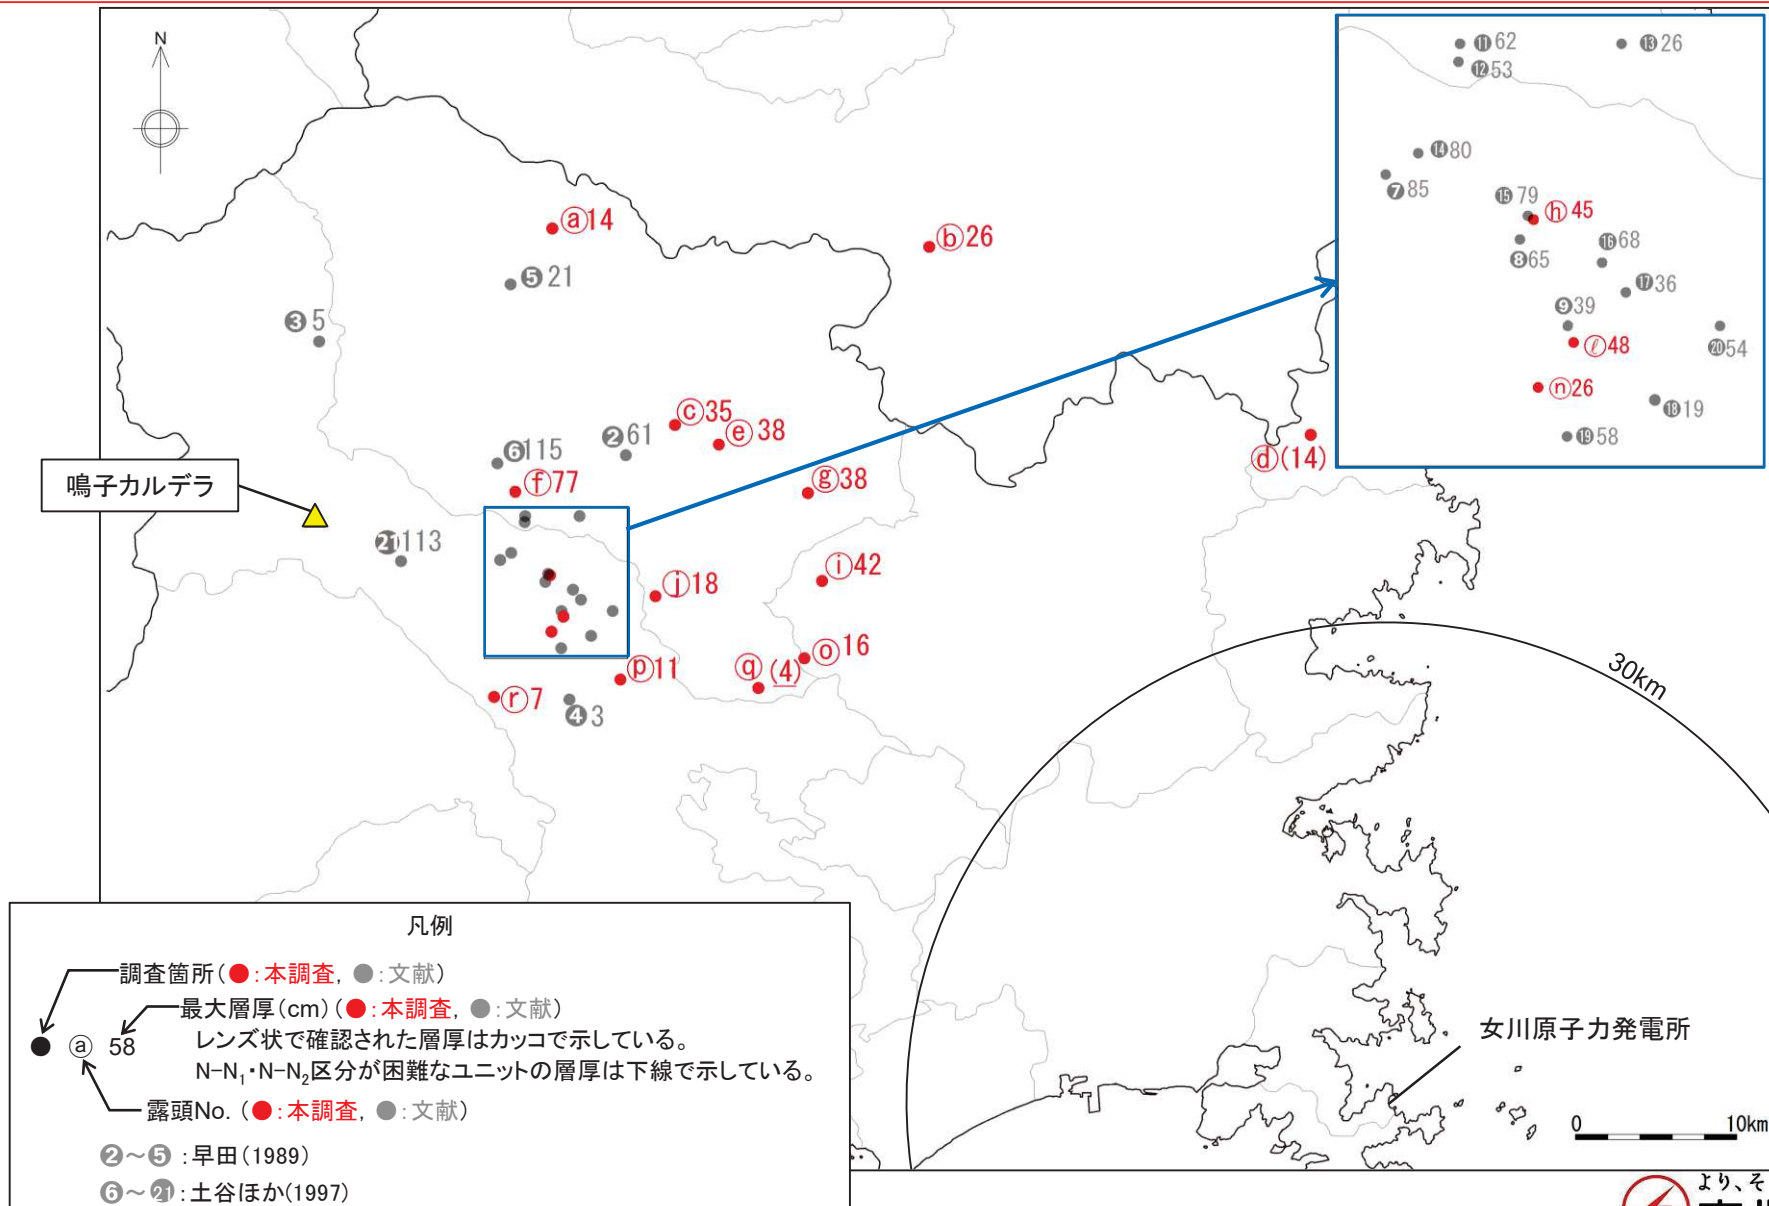 N
ⓐ14
ⓑ26
❺21
❸5
ⓒ35
ⓔ38
❷61
❻115
ⓕ77
ⓖ38
ⓓ(14)
鳴子カルデラ
㉑113
ⓘ42
ⓙ18
ⓞ16
ⓟ11
ⓠ(4)
ⓡ7
❹3
⓫62
⓬53
⓭26
⓮80
❼85
⓯79
ⓗ45
⓰68
❽65
⓱36
❾39
ⓛ48
⓴54
ⓝ26
⓲19
⓳58
30km
女川原子力発電所
0 10km
凡例
調査箇所(●:本調査, ●:文献)
最大層厚(cm)(●:本調査, ●:文献)
レンズ状で確認された層厚はカッコで示している。
ⓐ 58
N-N₁・N-N₂区分が困難なユニットの層厚は下線で示している。
露頭No.(●:本調査, ●:文献)
❷～❺:早田(1989)
❻～㉑:土谷ほか(1997)
より、そ